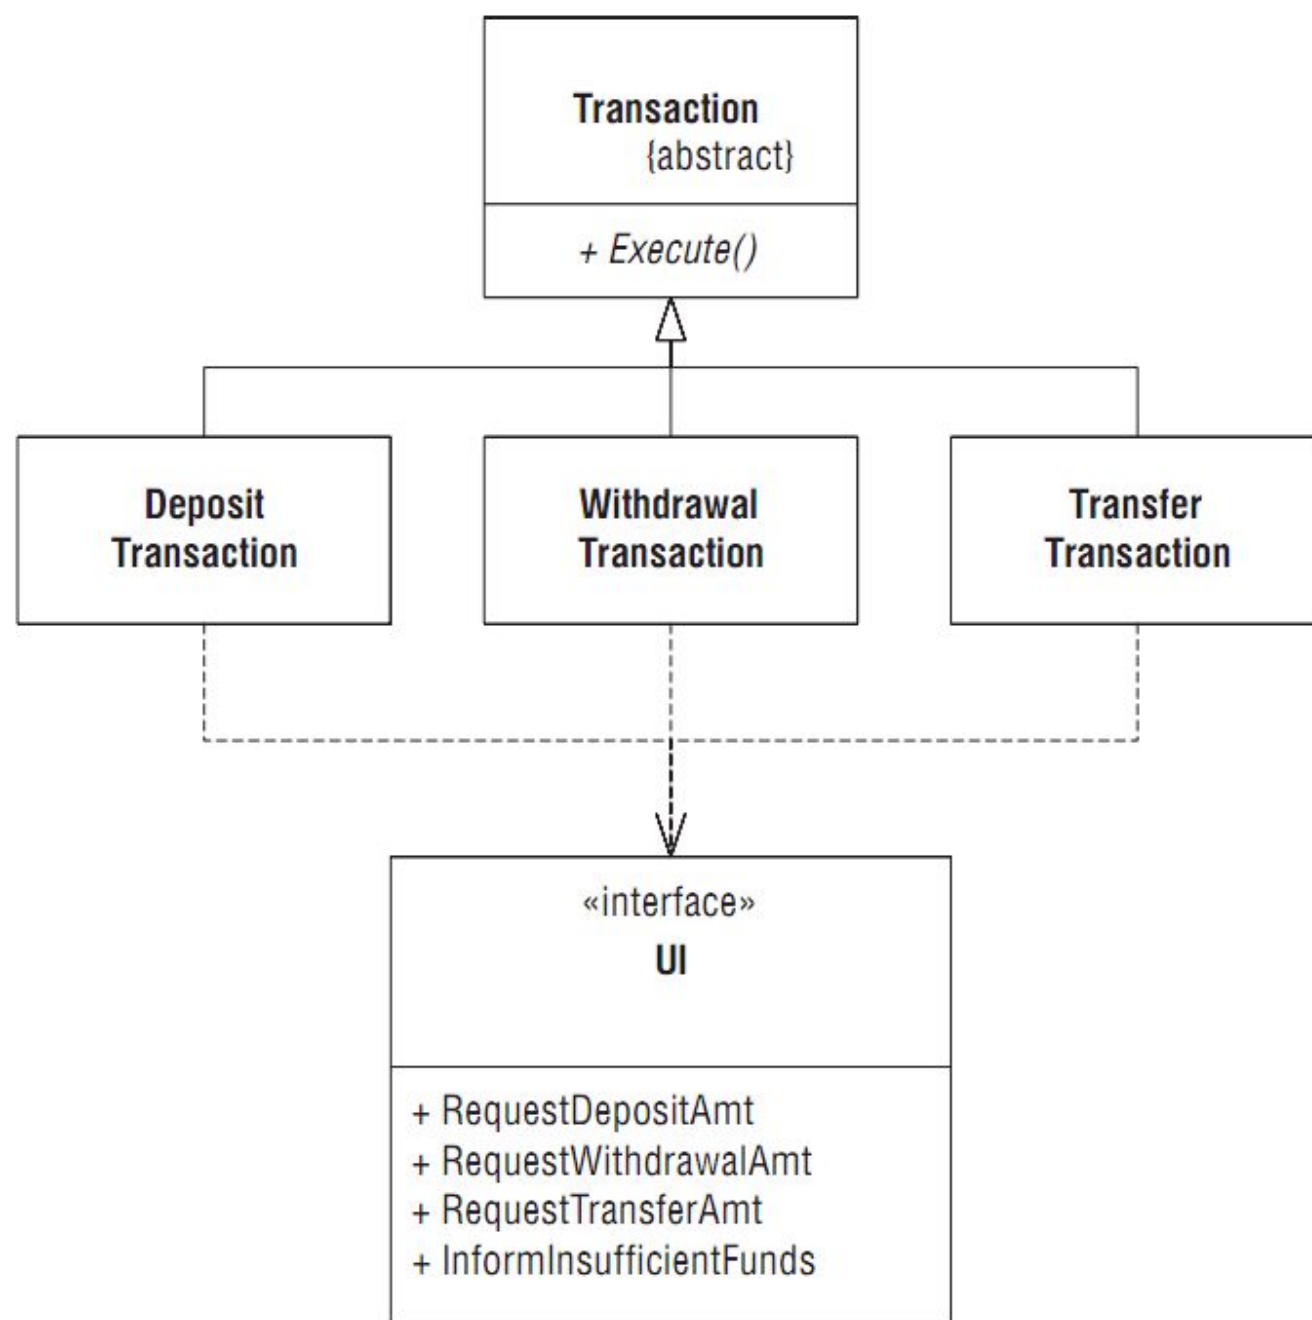 Transaction
{abstract}
+ Execute()
Deposit
Transaction
Withdrawal
Transaction
Transfer
Transaction
«interface»
UI
+ RequestDepositAmt
+ RequestWithdrawalAmt
+ RequestTransferAmt
+ InformInsufficientFunds